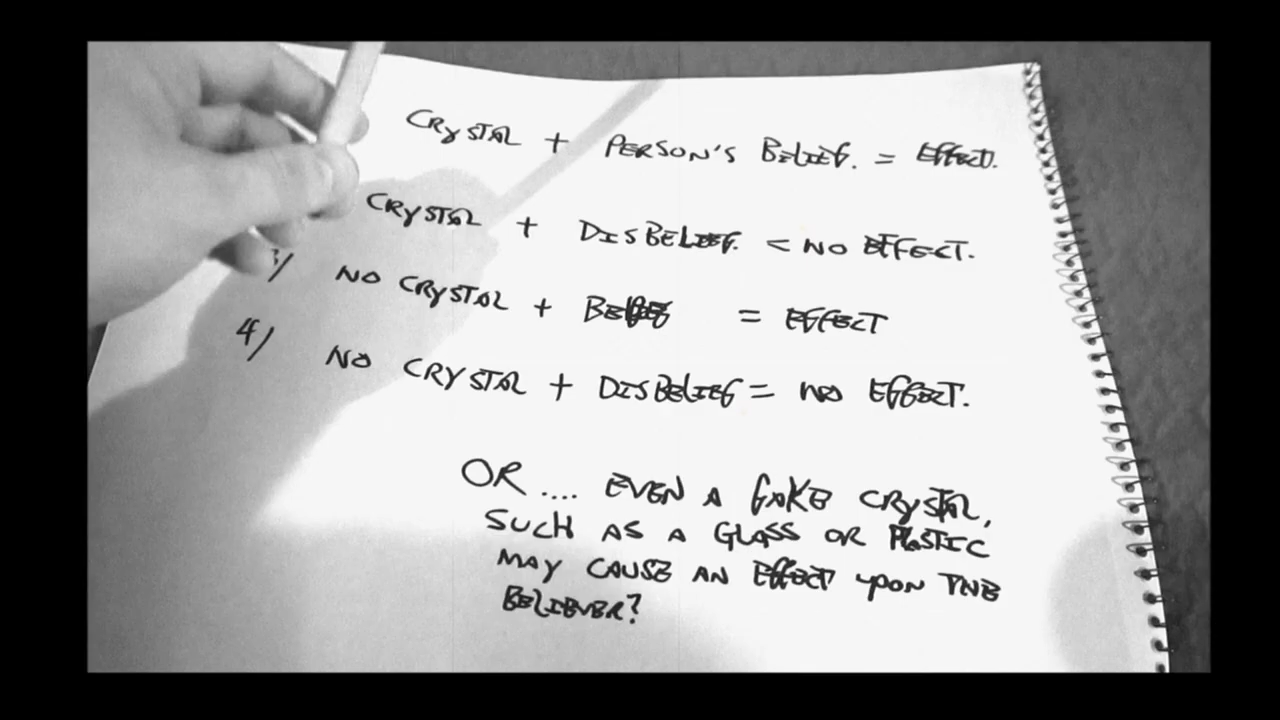 CRYSTAL + PERSON'S BELIEF. = EFFECT.
CRYSTAL + DISBELIEF. < NO EFFECT.
3/ NO CRYSTAL + BELIEF = EFFECT
4/ NO CRYSTAL + DISBELIEF = NO EFFECT.
OR .... EVEN A FAKE CRYSTAL,
SUCH AS A GLASS OR PLASTIC
MAY CAUSE AN EFFECT UPON THE
BELIEVER?